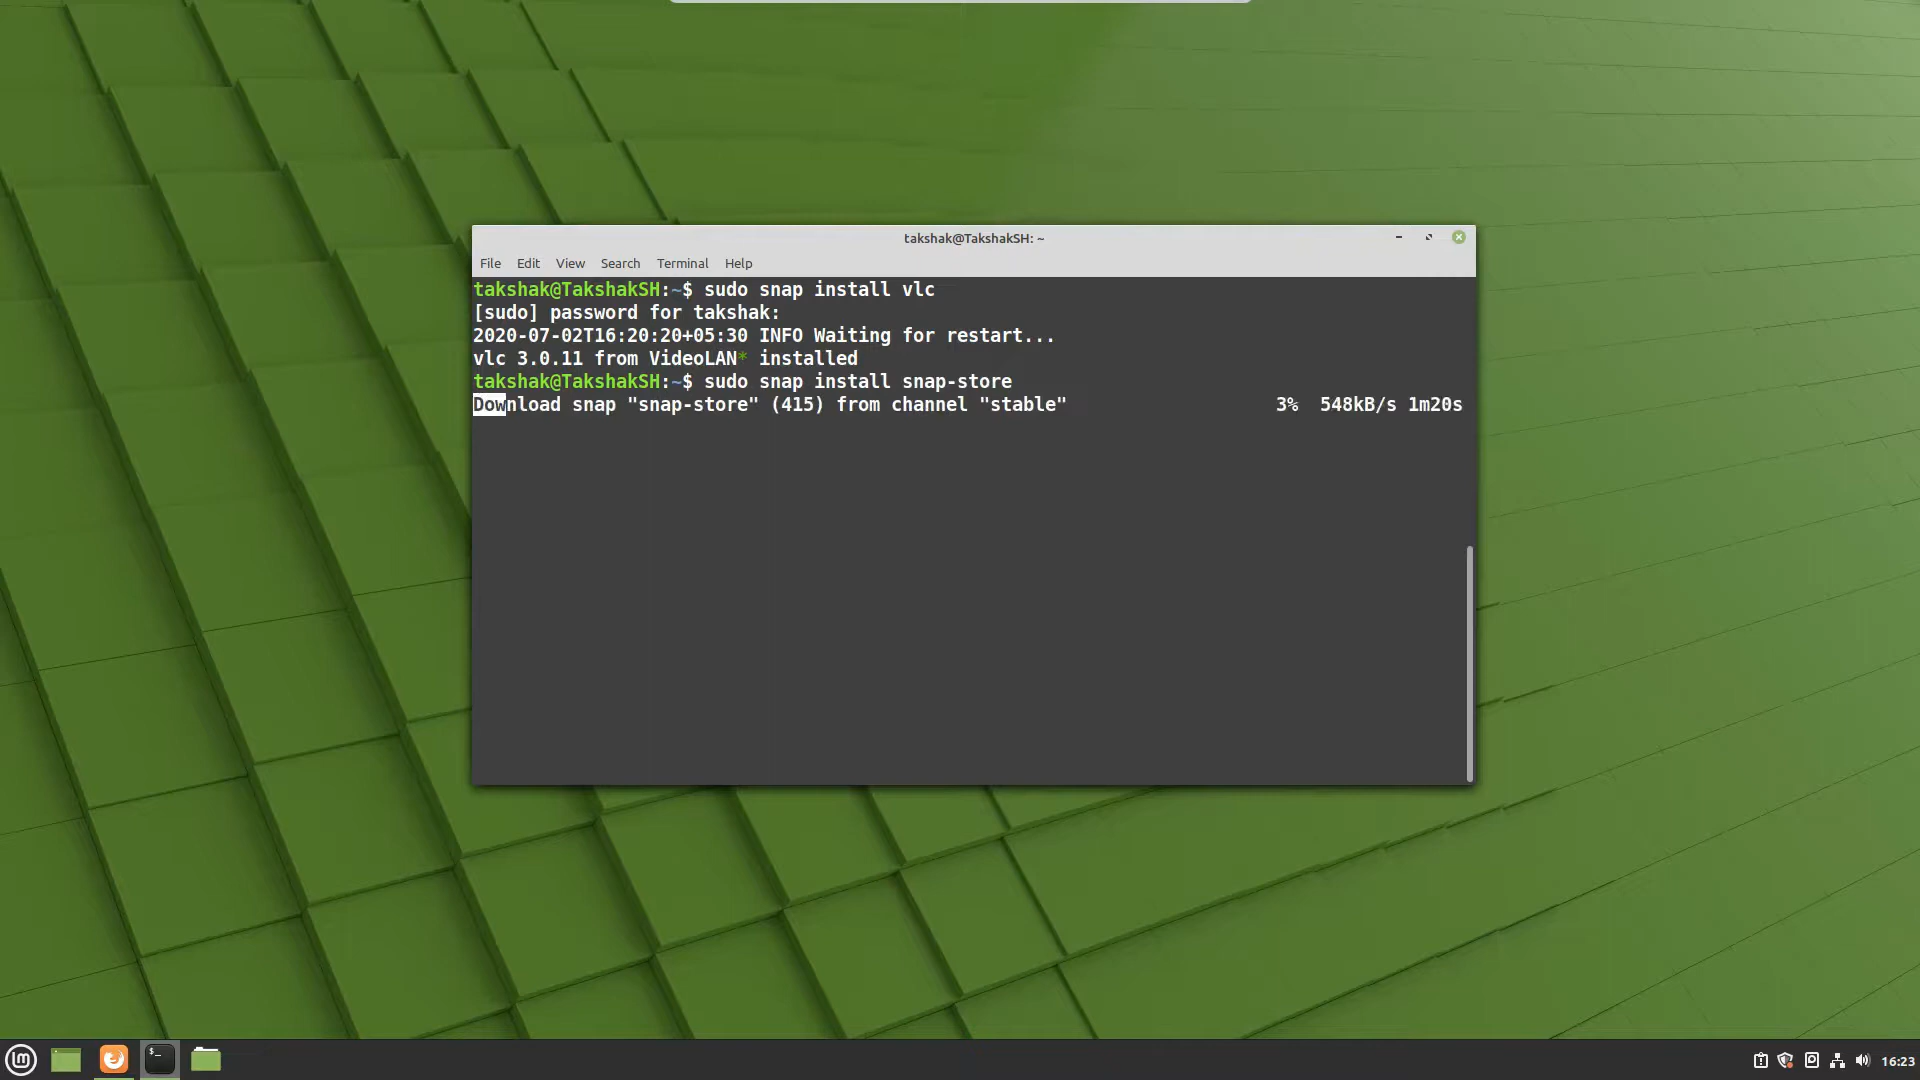 takshak@TakshakSH: ~
File Edit View Search Terminal Help
takshak@TakshakSH:~$ sudo snap install vlc
[sudo] password for takshak:
2020-07-02T16:20:20+05:30 INFO Waiting for restart...
vlc 3.0.11 from VideoLAN* installed
takshak@TakshakSH:~$ sudo snap install snap-store
Download snap "snap-store" (415) from channel "stable" 3% 548kB/s 1m20s
16:23